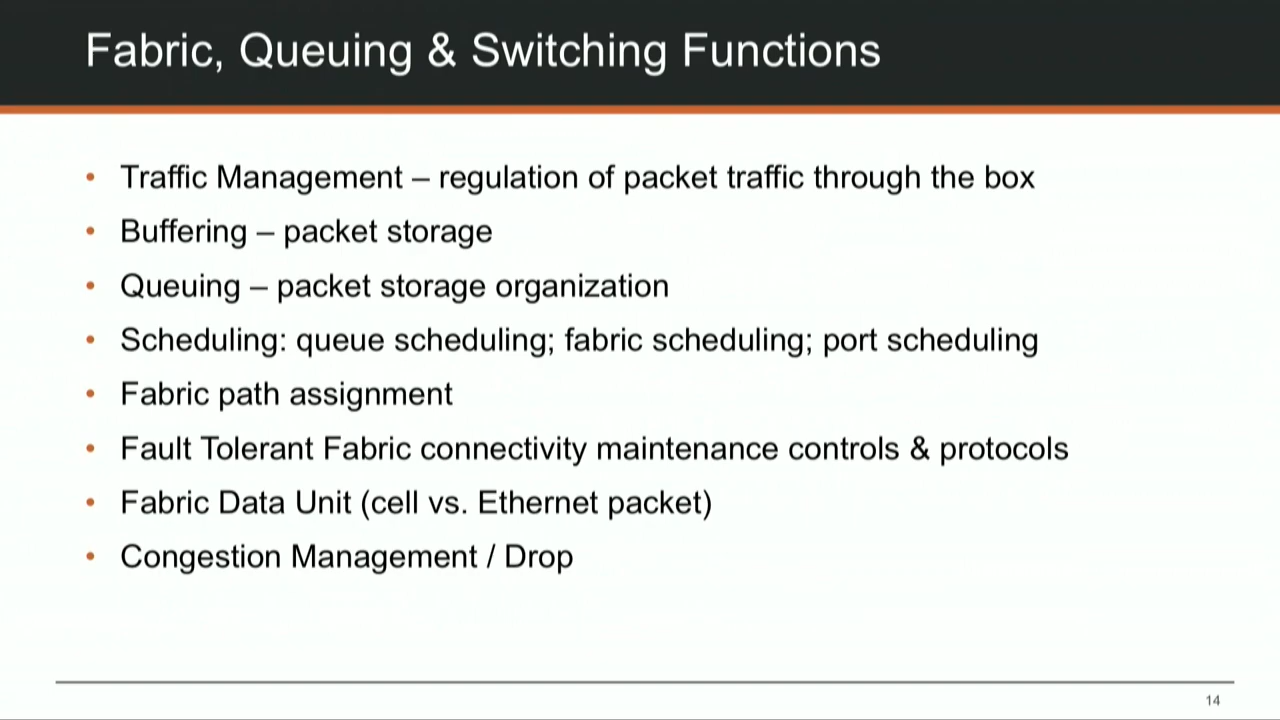 Fabric, Queuing & Switching Functions
• Traffic Management – regulation of packet traffic through the box
• Buffering – packet storage
• Queuing – packet storage organization
• Scheduling: queue scheduling; fabric scheduling; port scheduling
• Fabric path assignment
• Fault Tolerant Fabric connectivity maintenance controls & protocols
• Fabric Data Unit (cell vs. Ethernet packet)
• Congestion Management / Drop
14